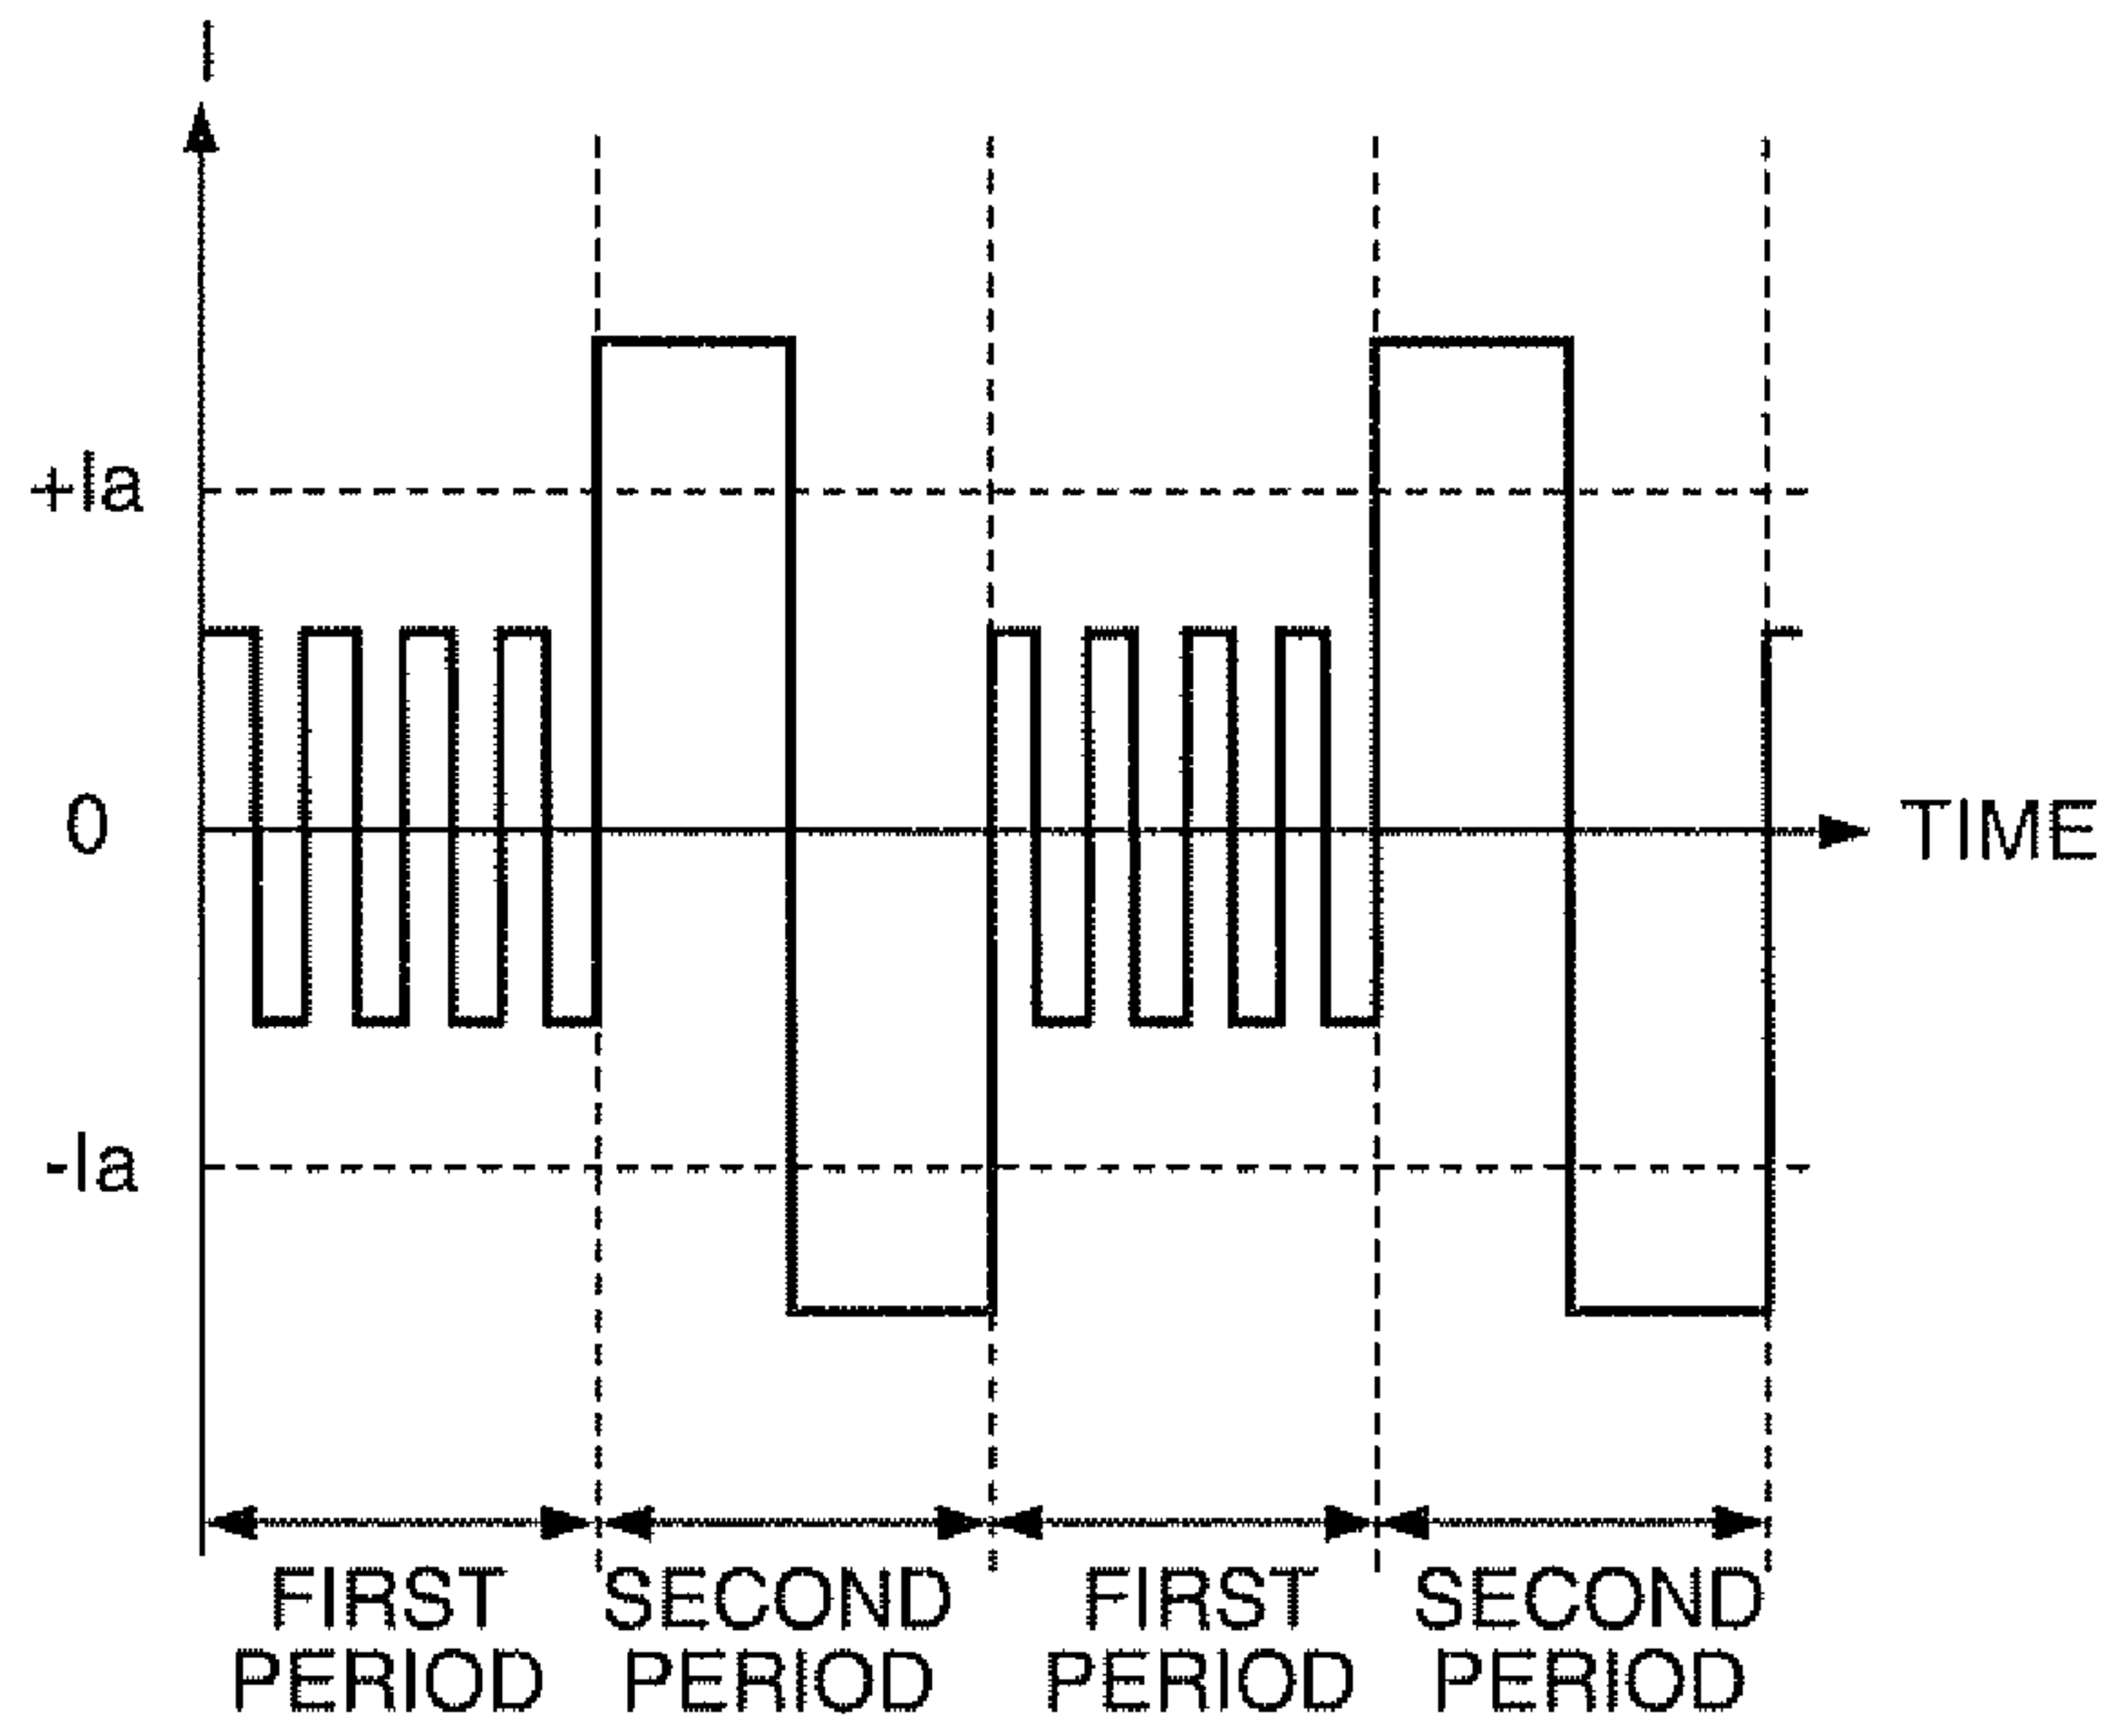 I
+Ia
0
TIME
-Ia
FIRST PERIOD
SECOND PERIOD
FIRST PERIOD
SECOND PERIOD